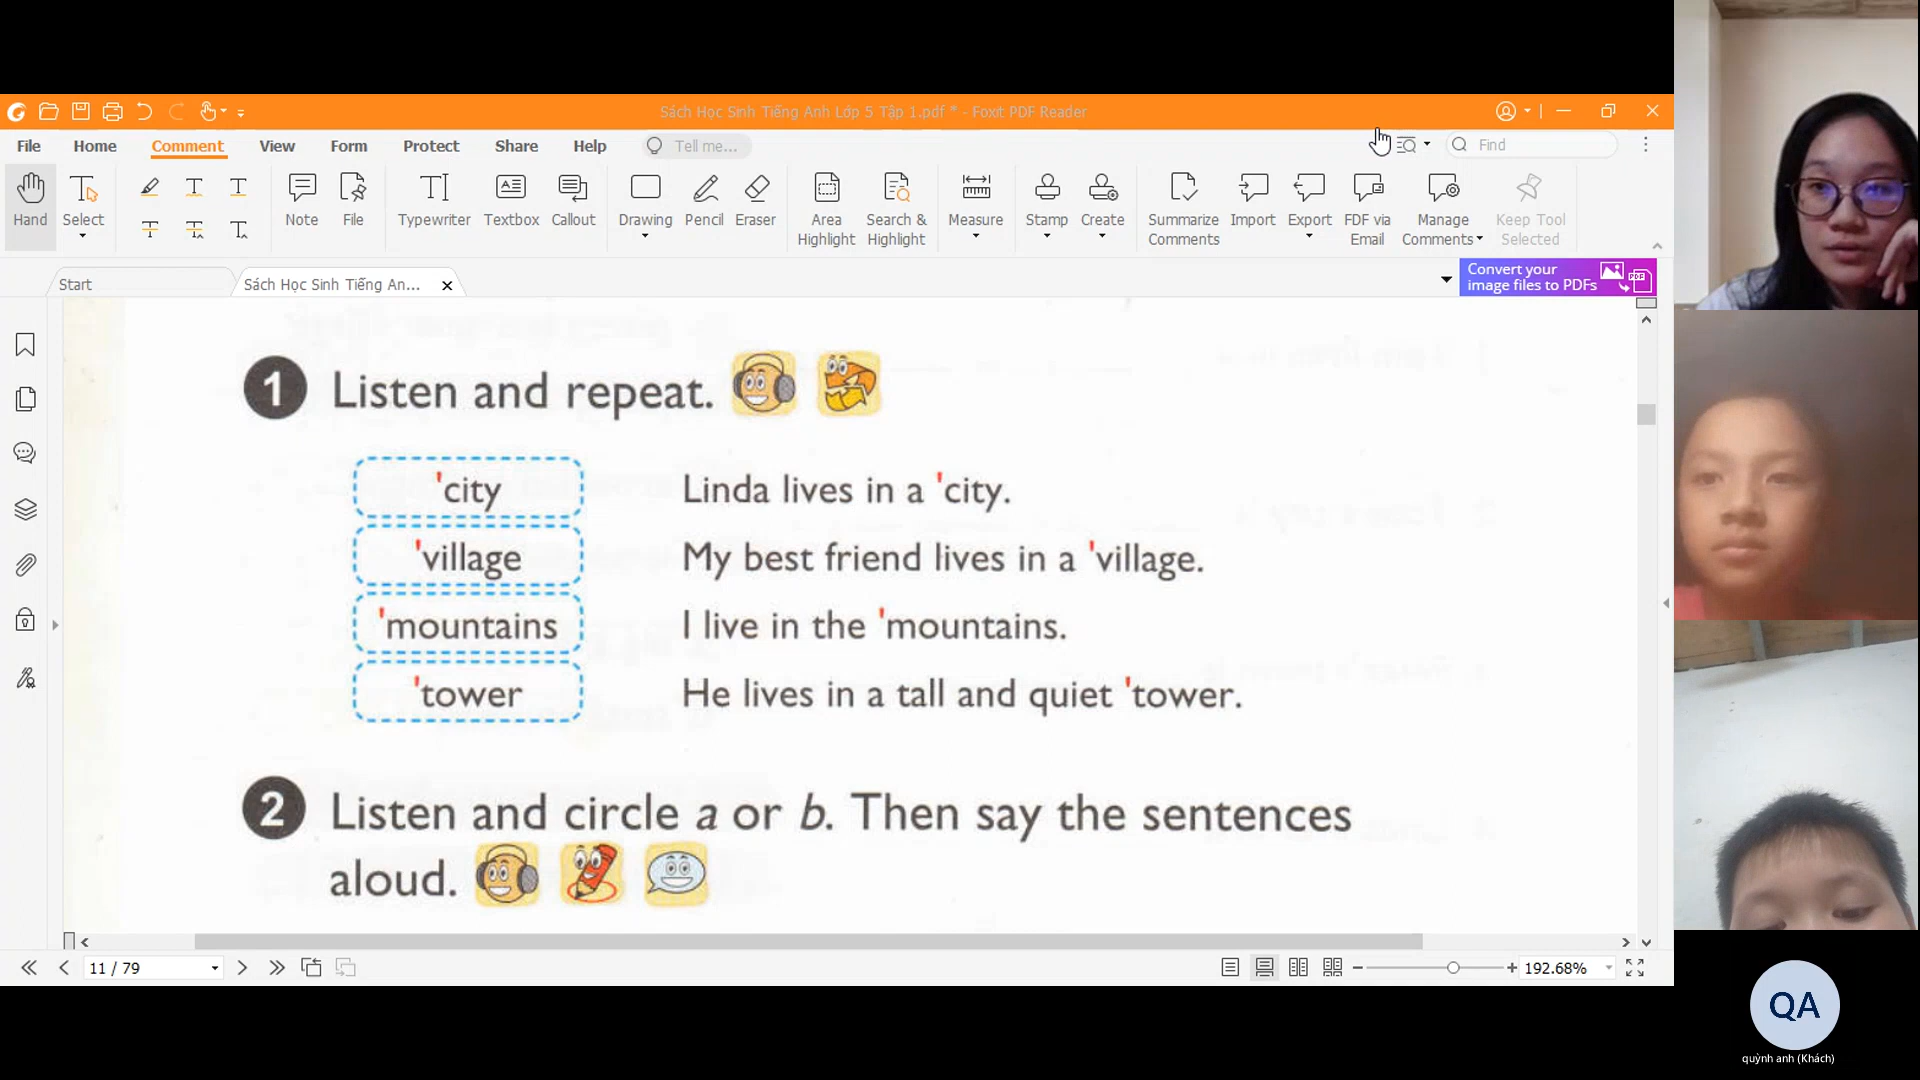 Sách Học Sinh Tiếng Anh Lớp 5 Tập 1.pdf * - Foxit PDF Reader
File Home Comment View Form Protect Share Help Tell me... Find
Hand Select Note File Typewriter Textbox Callout Drawing Pencil Eraser Area Highlight Search & Highlight Measure Stamp Create Summarize Comments Import Export FDF via Email Manage Comments Keep Tool Selected
Start Sách Học Sinh Tiếng An... Convert your
image files to PDFs
PDF
1 Listen and repeat.
'city Linda lives in a 'city.
'village My best friend lives in a 'village.
'mountains I live in the 'mountains.
'tower He lives in a tall and quiet 'tower.
2 Listen and circle a or b. Then say the sentences
aloud.
11 / 79 192.68%
QA
quỳnh anh (Khách)